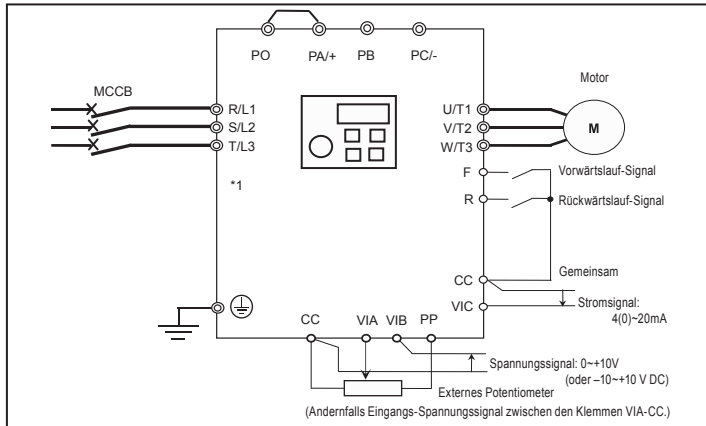 PO PA/+ PB PC/-
MCCB
Motor
R/L1
S/L2
T/L3
U/T1
V/T2
W/T3
M
*1
F
Vorwärtslauf-Signal
R
Rückwärtslauf-Signal
CC
Gemeinsam
VIC
Stromsignal:
4(0)~20mA
CC VIA VIB PP
Spannungssignal: 0~+10V
(oder –10~+10 V DC)
Externes Potentiometer
(Andernfalls Eingangs-Spannungssignal zwischen den Klemmen VIA-CC.)